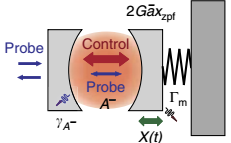 2Gāx_zpf
Probe
Control
Probe
A⁻
Γ_m
γ_A⁻
X(t)